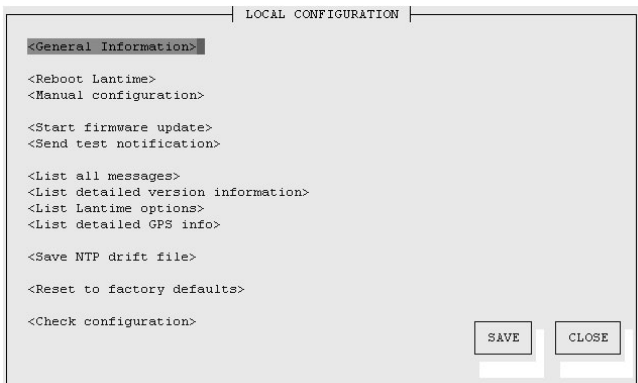 LOCAL CONFIGURATION
<General Information>
<Reboot Lantime>
<Manual configuration>
<Start firmware update>
<Send test notification>
<List all messages>
<List detailed version information>
<List Lantime options>
<List detailed GPS info>
<Save NTP drift file>
<Reset to factory defaults>
<Check configuration>
SAVE CLOSE